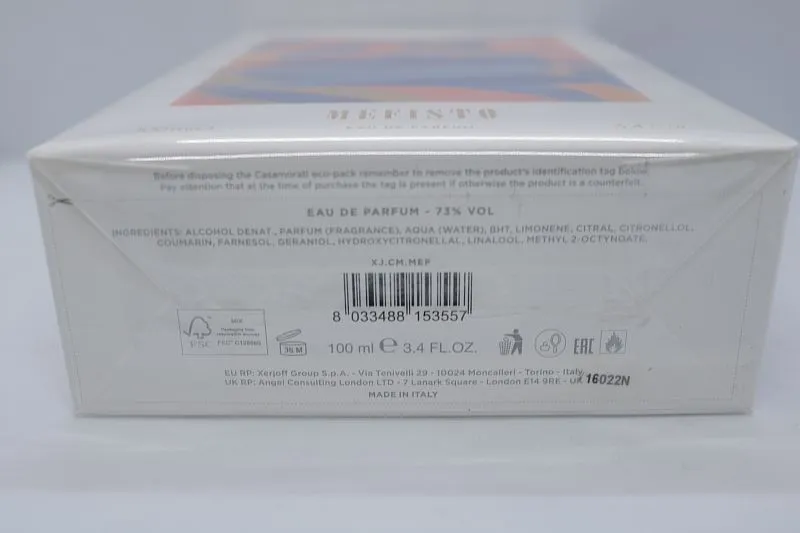 MEFISTO
Before disposing the Casamorati eco-pack remember to remove the product's identification tag below.
Pay attention that at the time of purchase the tag is present if otherwise the product is a counterfeit.
EAU DE PARFUM - 73% VOL
INGREDIENTS: ALCOHOL DENAT., PARFUM (FRAGRANCE), AQUA (WATER), BHT, LIMONENE, CITRAL, CITRONELLOL,
COUMARIN, FARNESOL, GERANIOL, HYDROXYCITRONELLAL, LINALOOL, METHYL 2-OCTYNOATE.
XJ.CM.MEF
8 033488 153557
FSC
MIX
36 M
100 ml e 3.4 FL.OZ.
EAC
EU RP: Xerjoff Group S.p.A. - Via Tenivelli 29 - 10024 Moncalieri - Torino - Italy
UK RP: Angel Consulting London LTD - 7 Lanark Square - London E14 9RE - UK
16022N
MADE IN ITALY